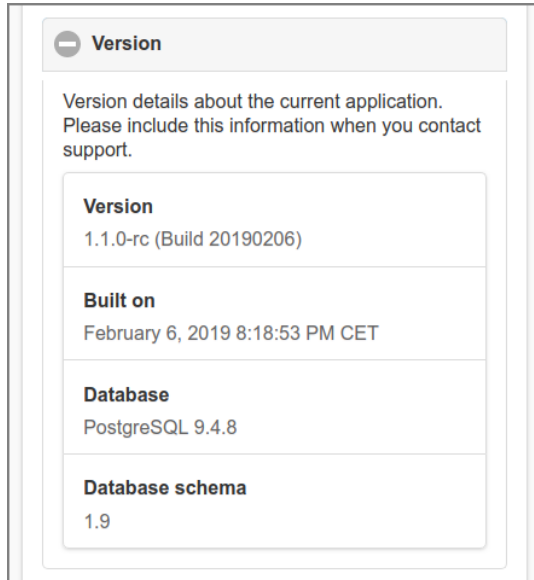 Version
Version details about the current application.
Please include this information when you contact
support.
Version
1.1.0-rc (Build 20190206)
Built on
February 6, 2019 8:18:53 PM CET
Database
PostgreSQL 9.4.8
Database schema
1.9